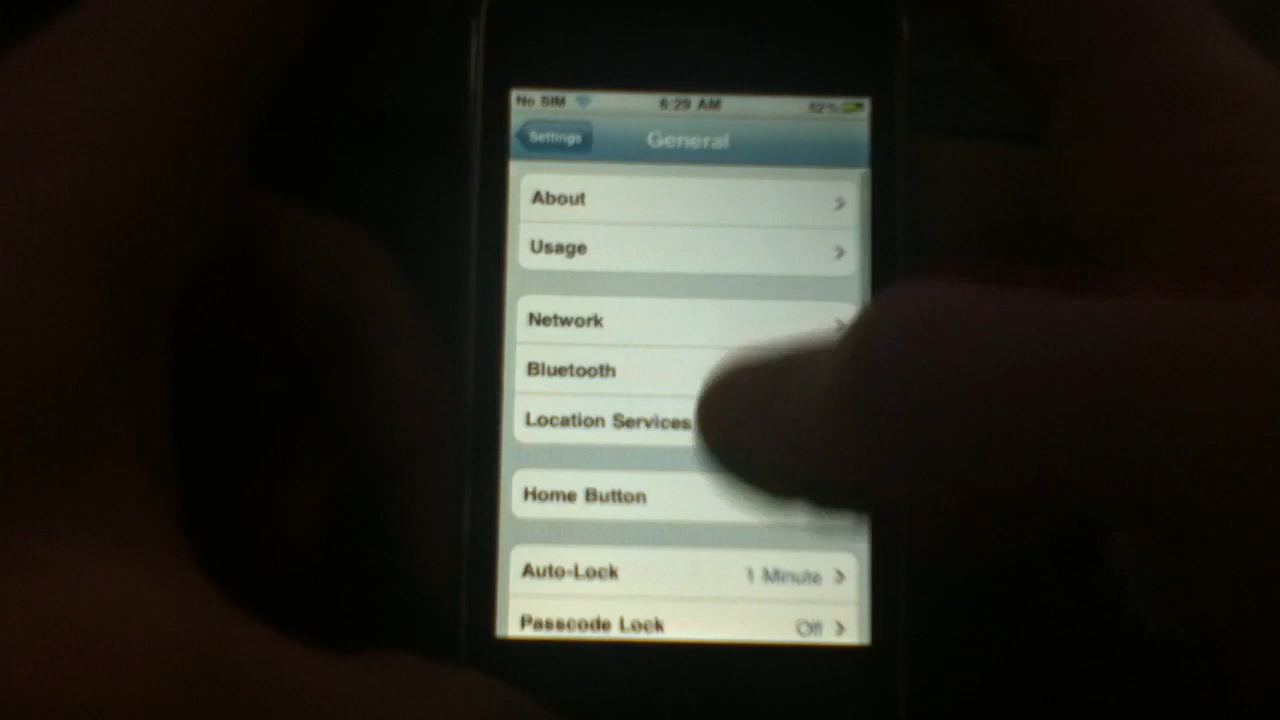 No SIM 6:29 AM 82%
Settings General
About
Usage
Network
Bluetooth
Location Services
Home Button
Auto-Lock 1 Minute
Passcode Lock Off